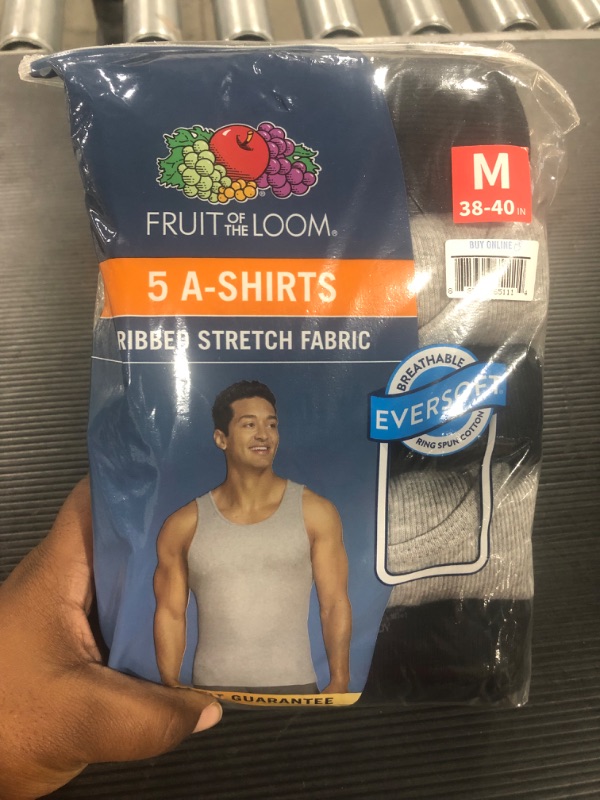 FRUIT OF THE LOOM®
M
38-40 IN
BUY ONLINE
5 A-SHIRTS
RIBBED STRETCH FABRIC
BREATHABLE
EVERSOFT
RING SPUN COTTON
GUARANTEE